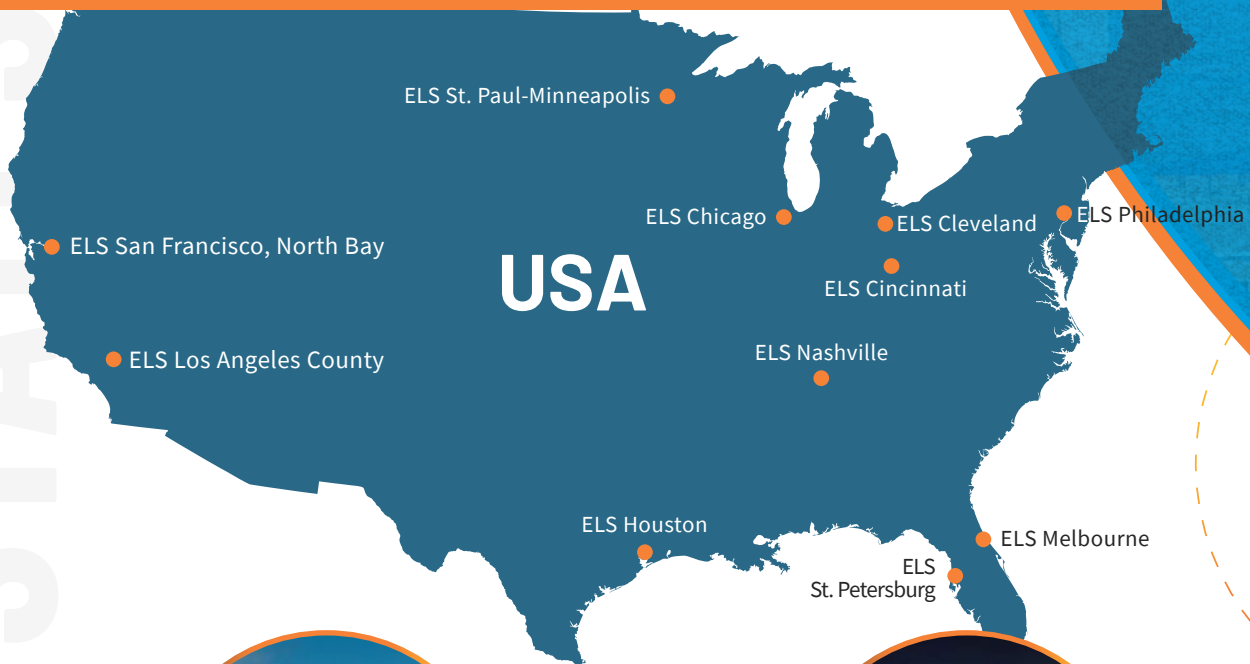 STATES
ELS St. Paul-Minneapolis
ELS Chicago
ELS Cleveland
ELS Philadelphia
ELS San Francisco, North Bay
USA
ELS Cincinnati
ELS Nashville
ELS Los Angeles County
ELS Houston
ELS Melbourne
ELS
St. Petersburg